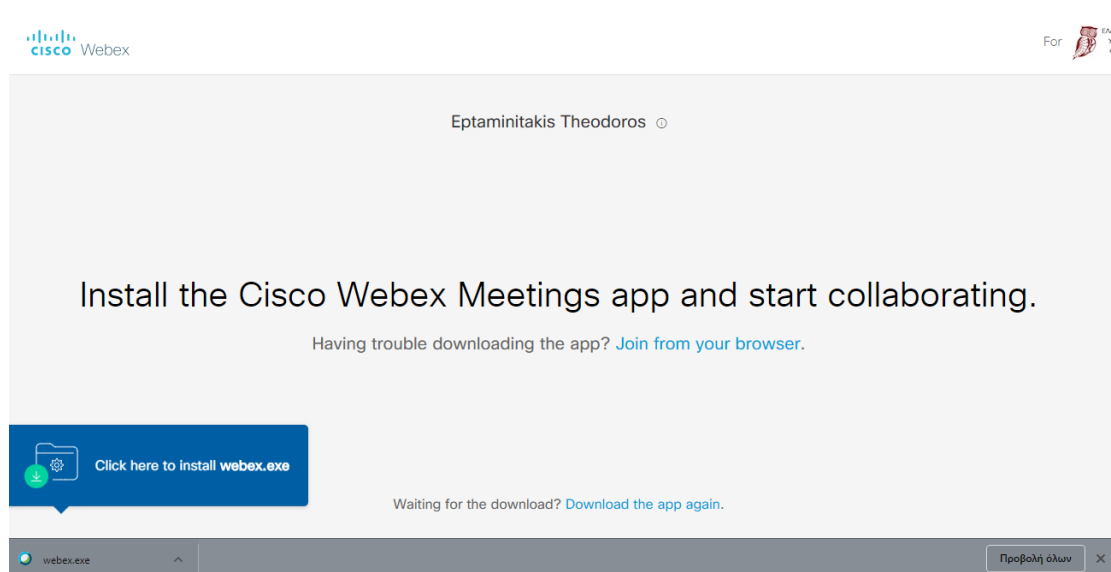 cisco Webex
For
Eptaminitakis Theodoros
Install the Cisco Webex Meetings app and start collaborating.
Having trouble downloading the app? Join from your browser.
Click here to install webex.exe
Waiting for the download? Download the app again.
webex.exe
Προβολή όλων